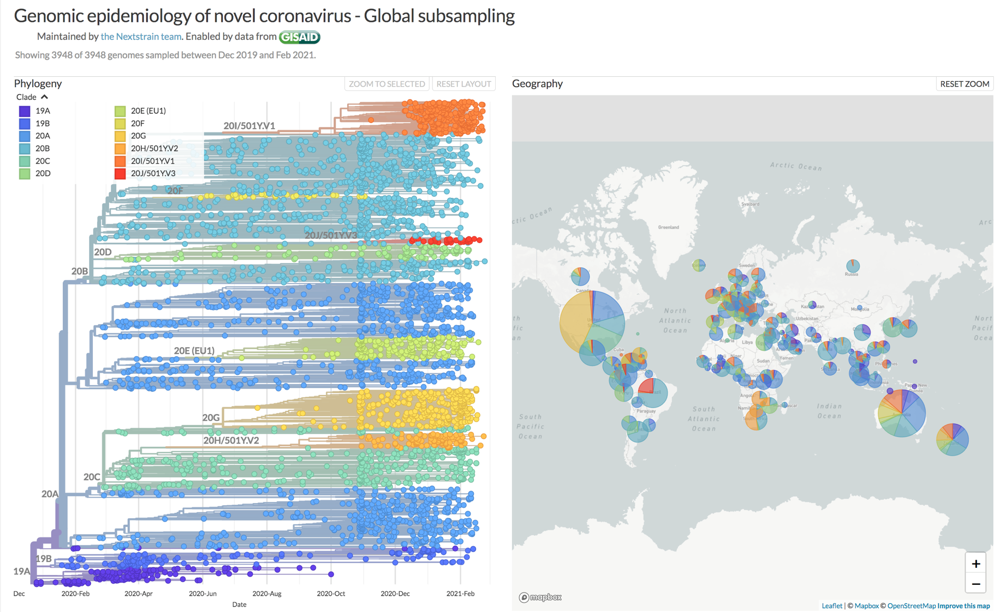 Genomic epidemiology of novel coronavirus - Global subsampling
Maintained by the Nextstrain team. Enabled by data from GISAID
Showing 3948 of 3948 genomes sampled between Dec 2019 and Feb 2021.
Phylogeny
ZOOM TO SELECTED
RESET LAYOUT
Clade
19A
19B
20A
20B
20C
20D
20E (EU1)
20F
20G
20H/501Y.V2
20I/501Y.V1
20J/501Y.V3
20I/501Y.V1
20F
20J/501Y.V3
20D
20B
20E (EU1)
20G
20H/501Y.V2
20C
20A
19B
19A
Dec
2020-Feb
2020-Apr
2020-Jun
2020-Aug
2020-Oct
2020-Dec
2021-Feb
Date
Geography
RESET ZOOM
Arctic Ocean
Svalbard
Greenland
Sweden
Russia
Canada
North
Atlantic
Ocean
Mongolia
Uzbekistan
Algeria
Libya
Cuba
Niger
Sudan
Yemen
Angola
Paraguay
South
Atlantic
Ocean
Indian
Ocean
South
Pacific
Ocean
Papua New
Guinea
+
−
mapbox
Leaflet | © Mapbox © OpenStreetMap Improve this map